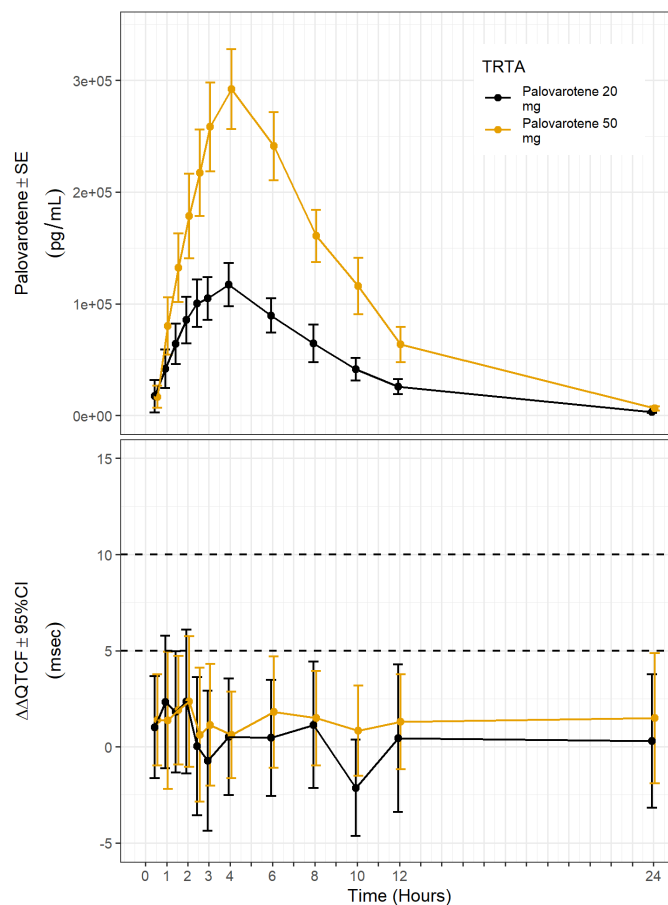 3e+05
2e+05
1e+05
0e+00
Palovarotene ± SE
(pg/mL)
TRTA
Palovarotene 20
mg
Palovarotene 50
mg
15
10
5
0
-5
ΔΔQTCF ± 95%CI
(msec)
0 1 2 3 4 6 8 10 12 24
Time (Hours)